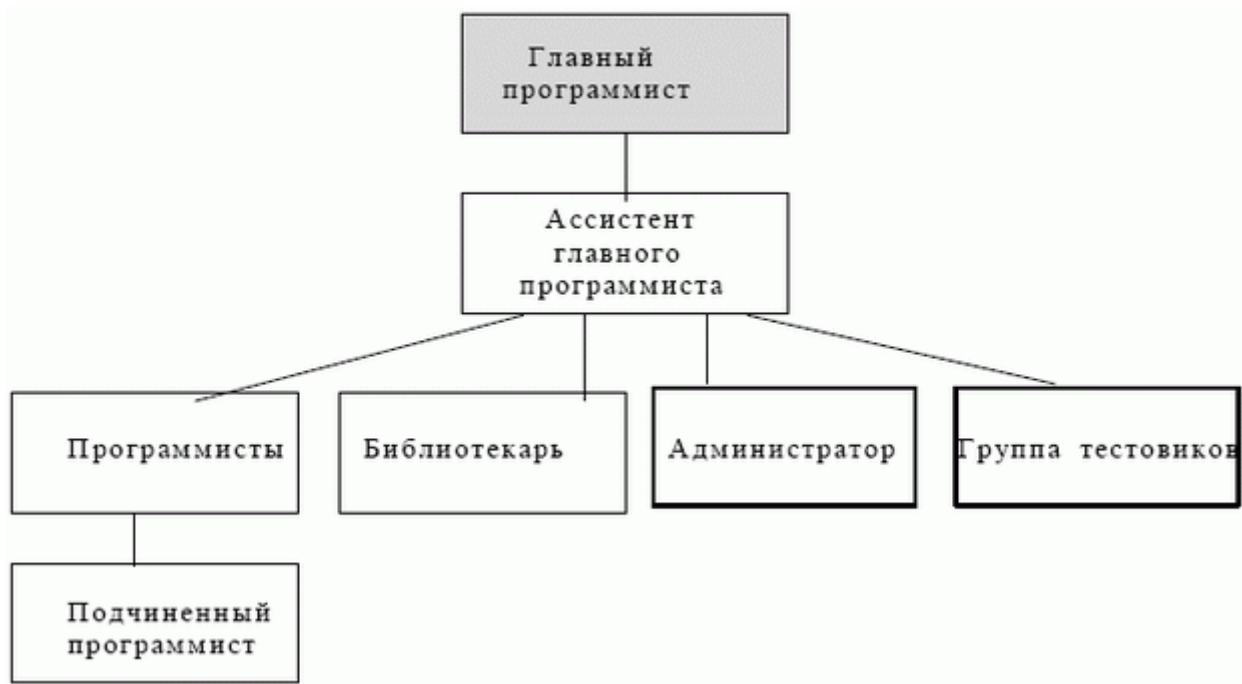 Главный
программист
Ассистент
главного
программиста
Программисты
Библиотекарь
Администратор
Группа тестовиков
Подчиненный
программист